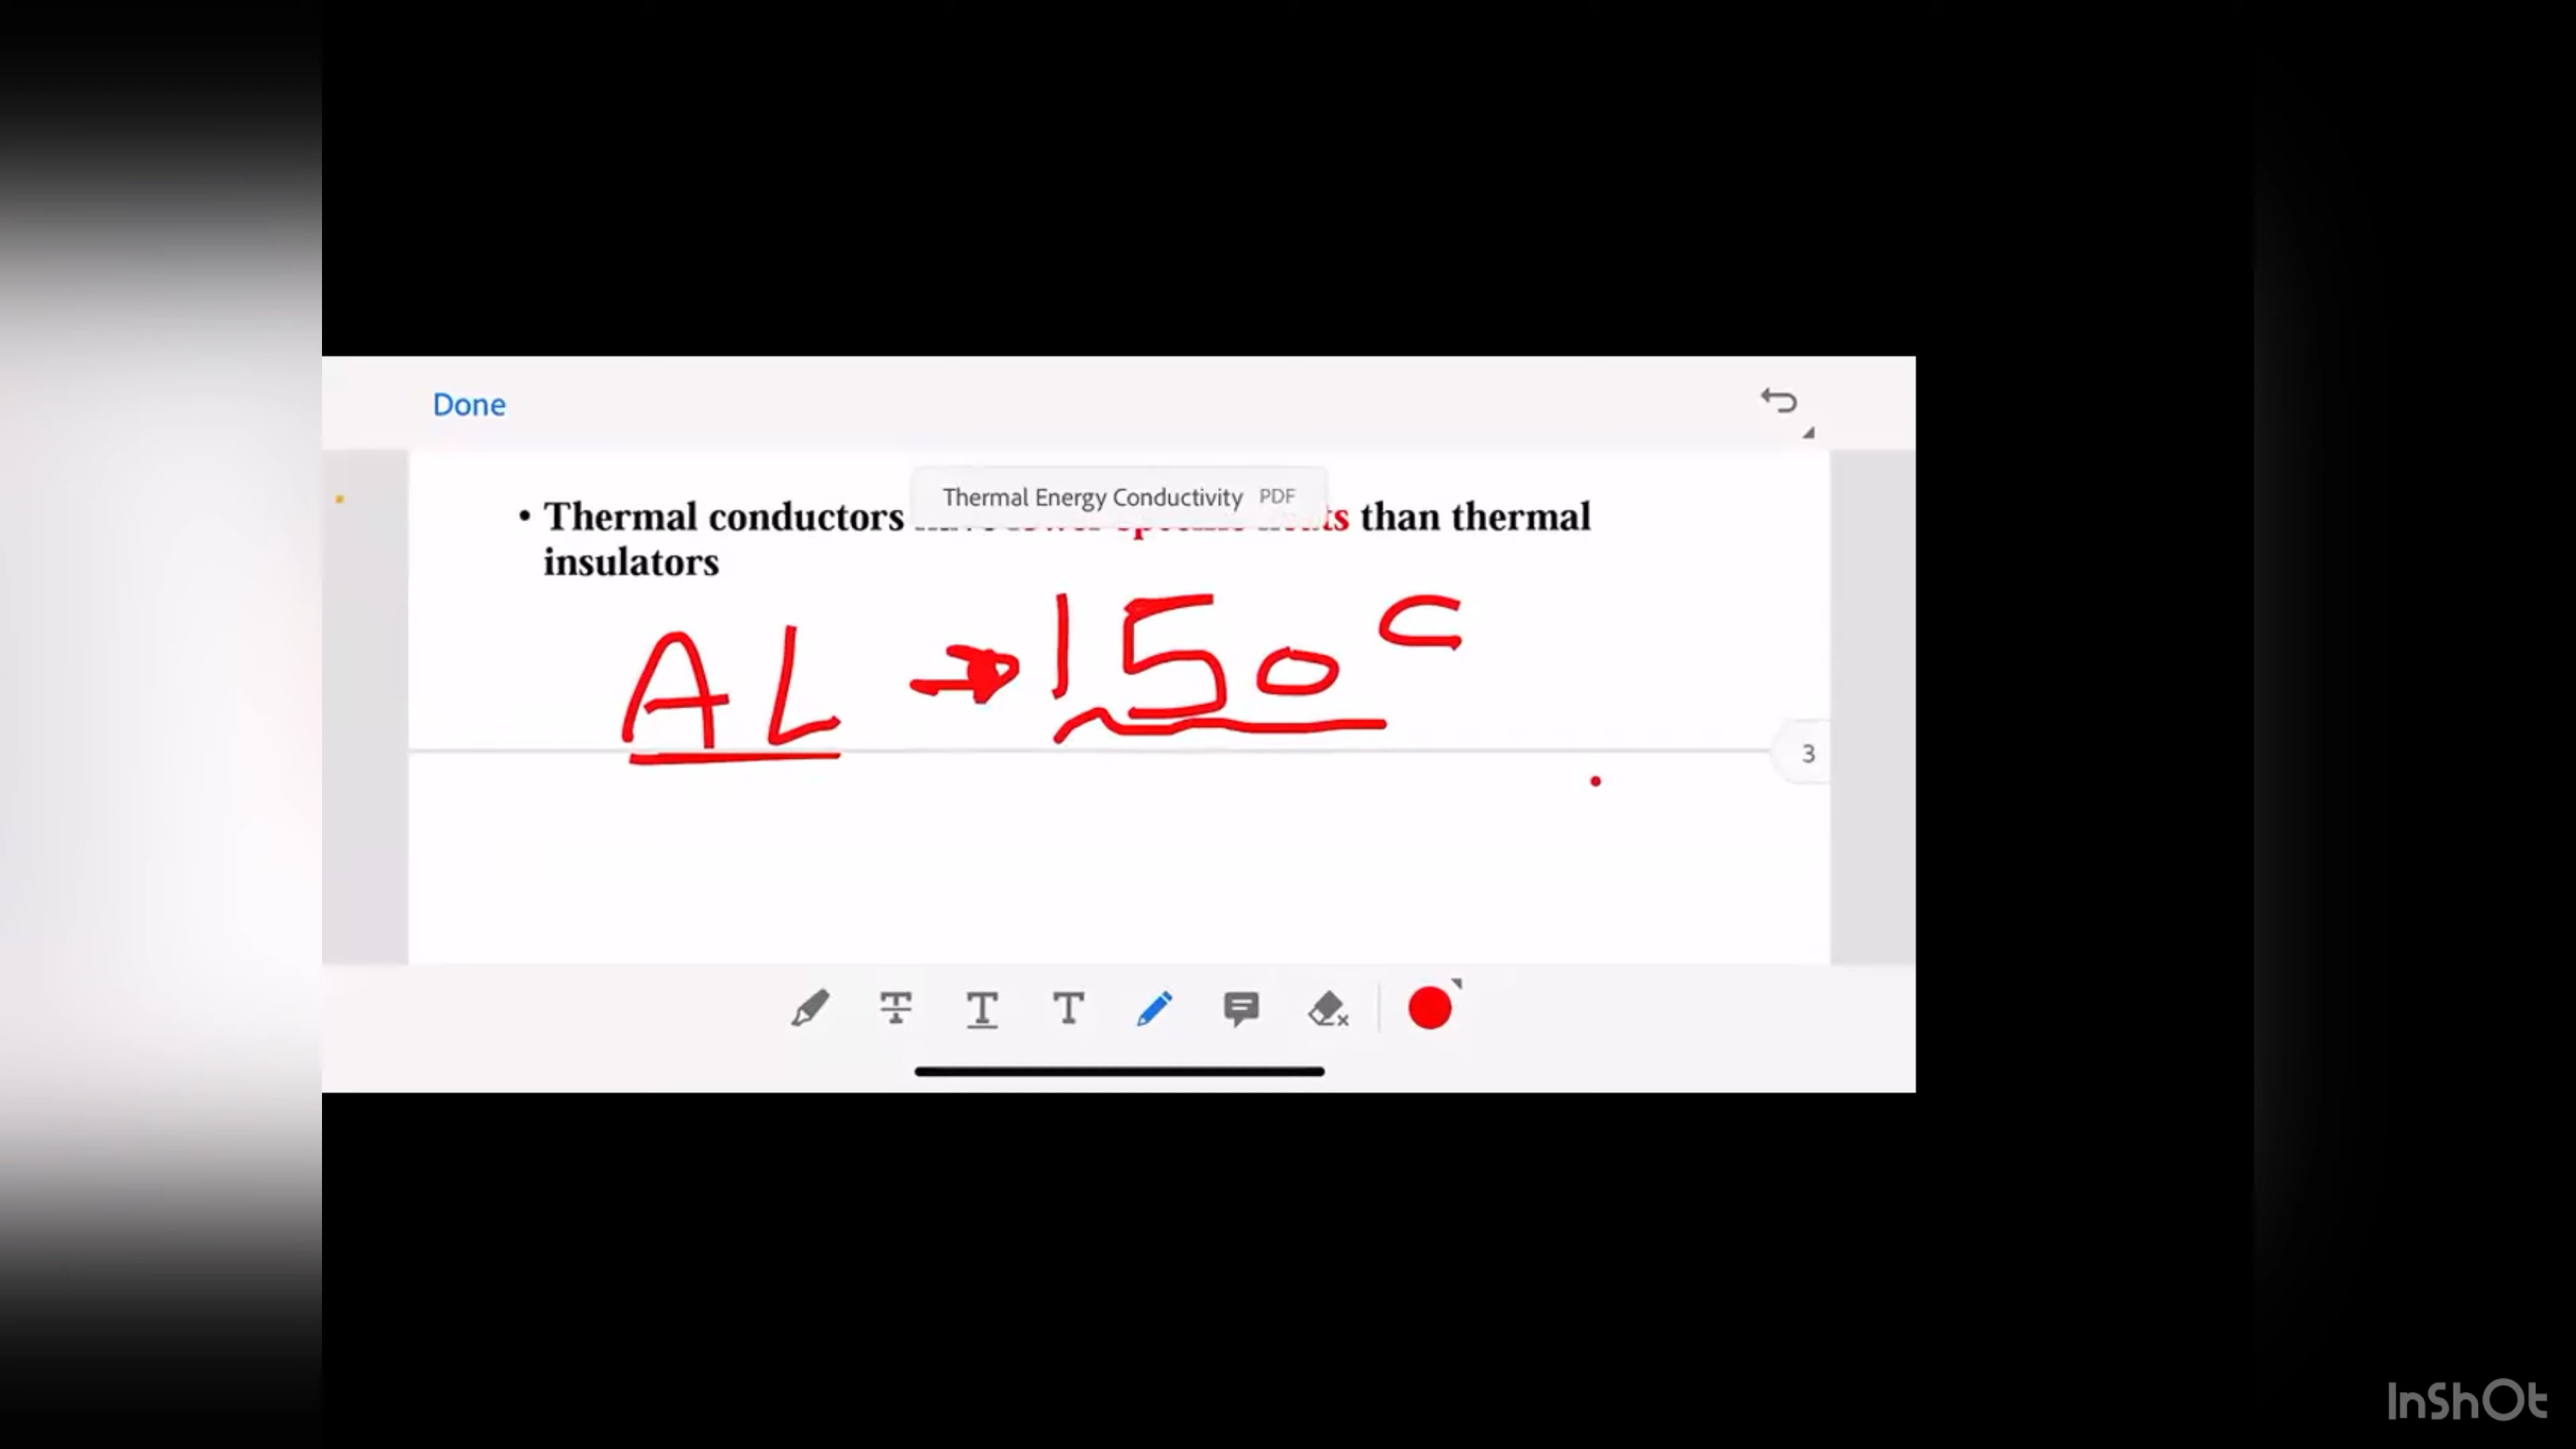 Done
Thermal Energy Conductivity PDF
• Thermal conductors than thermal
insulators
AL → 150 c
3
InShOt